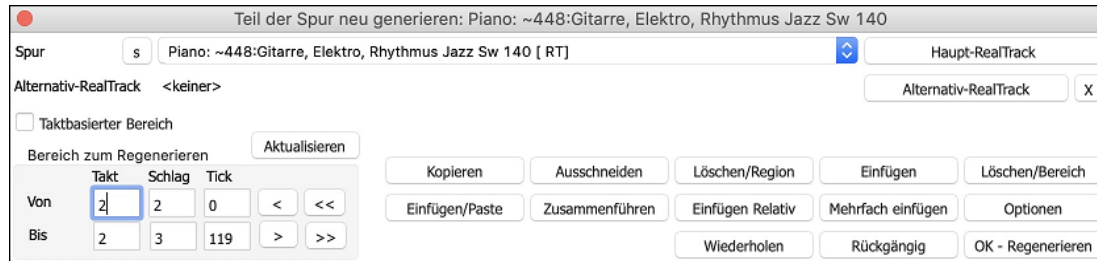 Teil der Spur neu generieren: Piano: ~448:Gitarre, Elektro, Rhythmus Jazz Sw 140
Spur s Piano: ~448:Gitarre, Elektro, Rhythmus Jazz Sw 140 [ RT] Haupt-RealTrack
Alternativ-RealTrack <keiner> Alternativ-RealTrack X
Taktbasierter Bereich
Bereich zum Regenerieren Aktualisieren
Takt Schlag Tick Kopieren Ausschneiden Löschen/Region Einfügen Löschen/Bereich
Von 2 2 0 < << Einfügen/Paste Zusammenführen Einfügen Relativ Mehrfach einfügen Optionen
Bis 2 3 119 > >> Wiederholen Rückgängig OK - Regenerieren